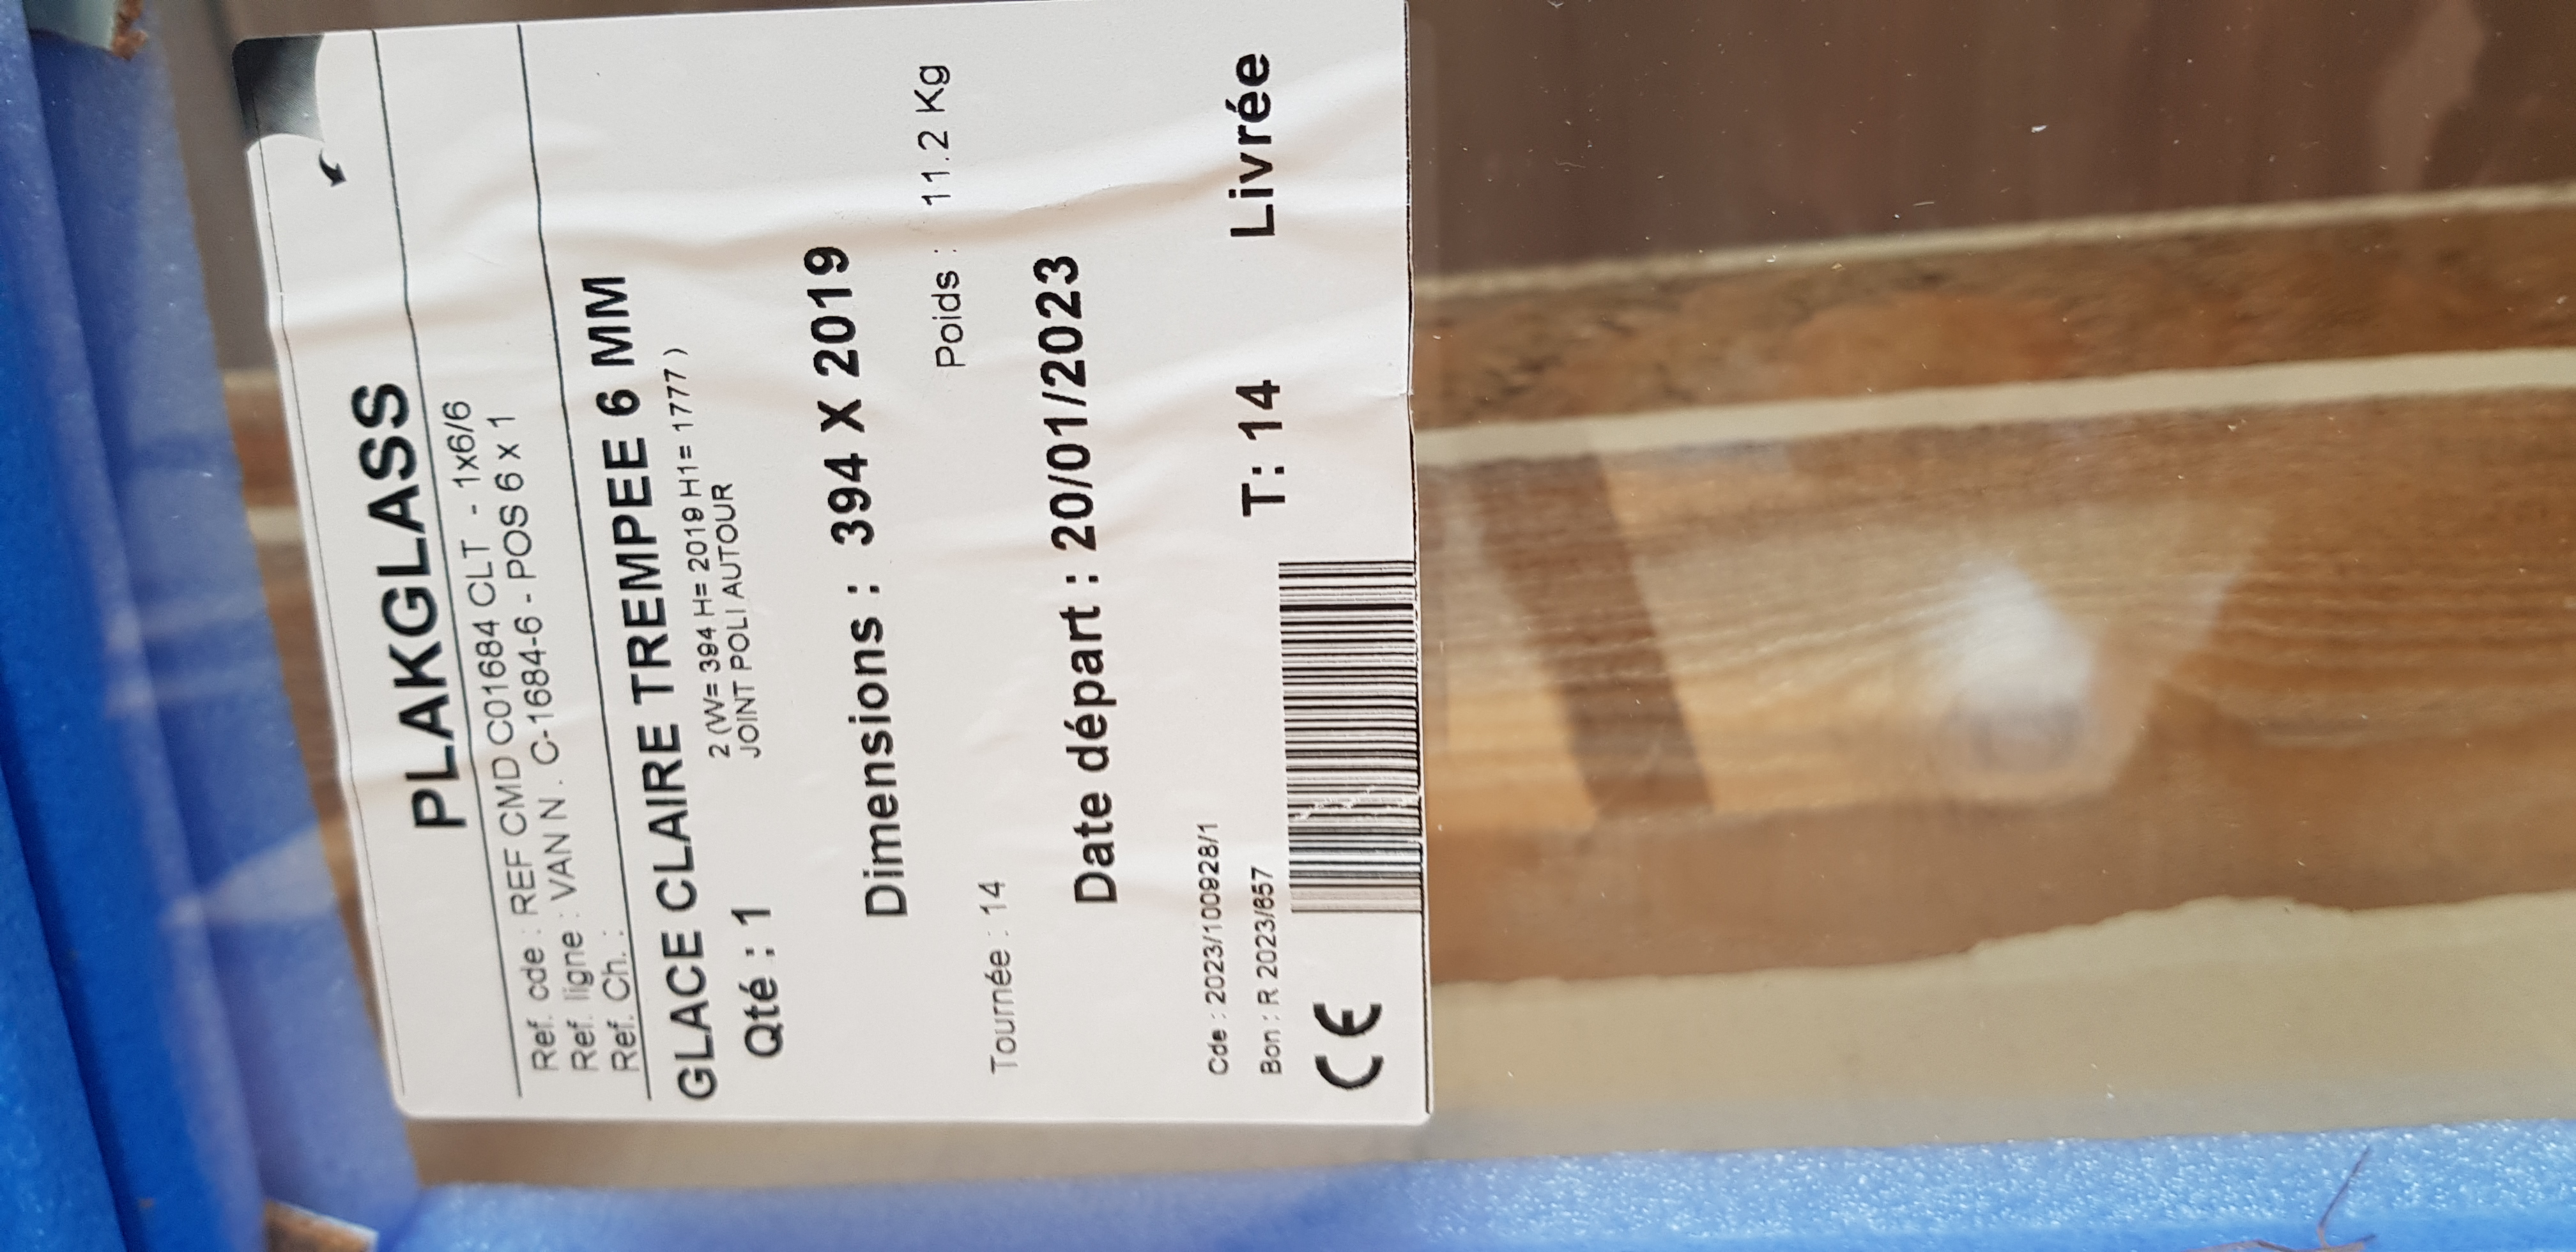 PLAKGLASS
Ref. cde : REF CMD C01684 CLT - 1x6/6
Ref. ligne : VAN N . C-1684-6 - POS 6 x 1
Ref. Ch. :
GLACE CLAIRE TREMPEE 6 MM
2 (W= 394 H= 2019 H1= 1777 )
Qté : 1
JOINT POLI AUTOUR
Dimensions : 394 X 2019
Poids : 11.2 Kg
Tournée : 14
Date départ : 20/01/2023
Cde : 2023/100928/1
Bon : R 2023/657
T: 14 Livrée
CE